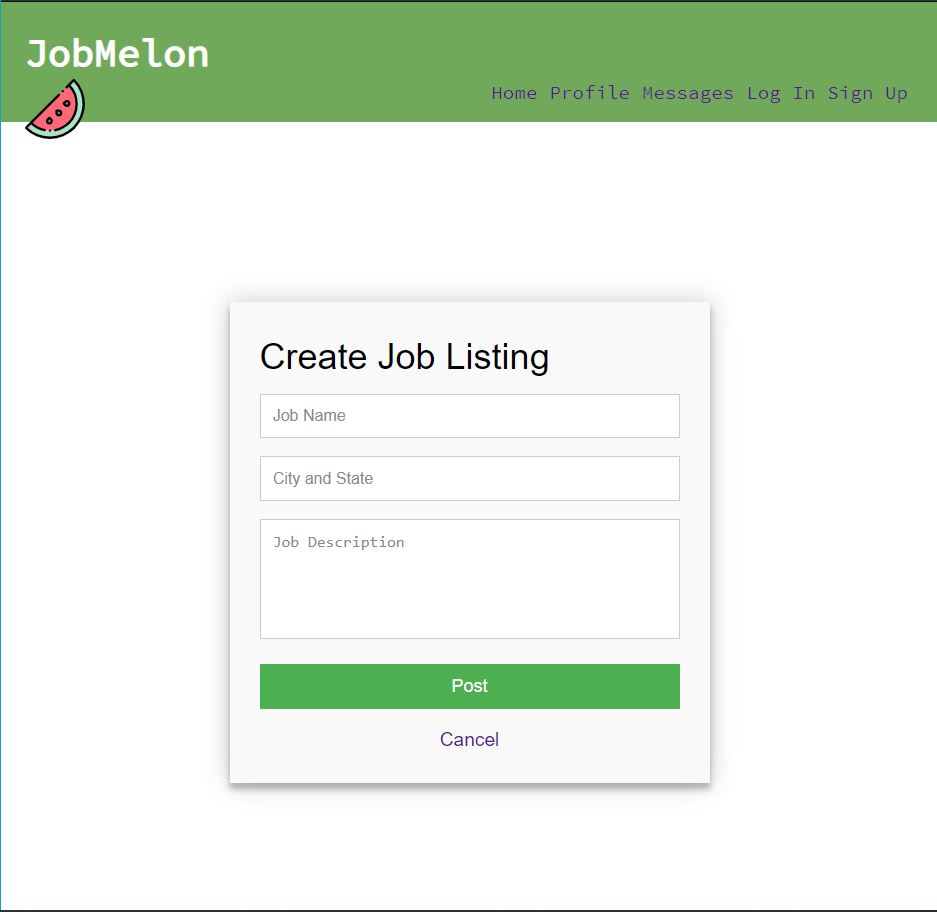 JobMelon
Home Profile Messages Log In Sign Up
Create Job Listing
Job Name
City and State
Job Description
Post
Cancel